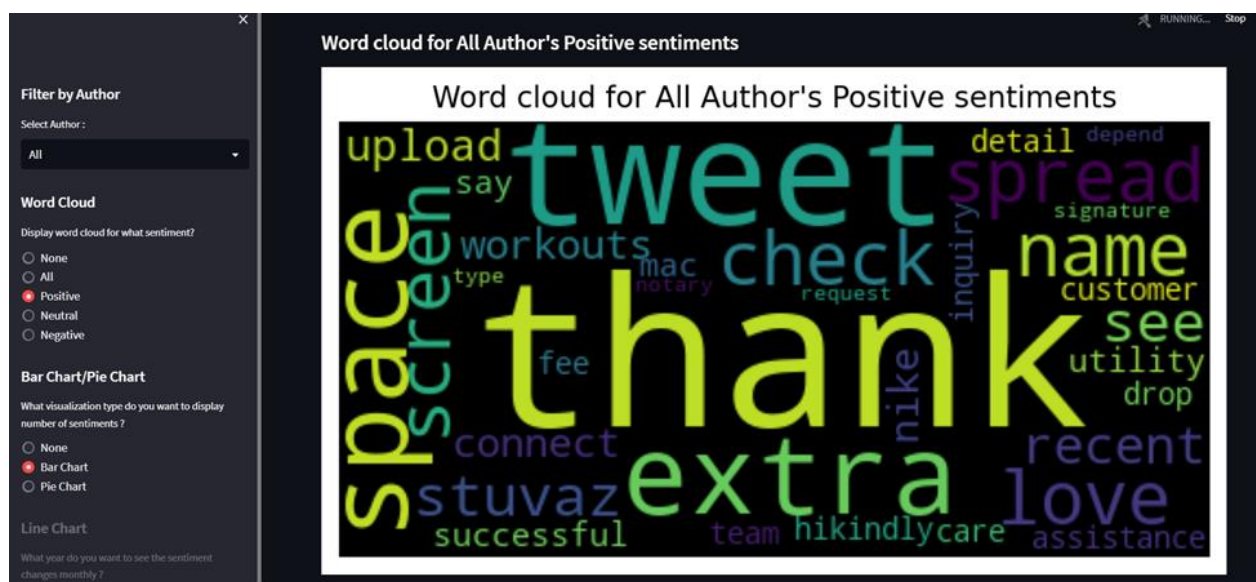 ×
RUNNING... Stop
Filter by Author
Select Author :
All
Word Cloud
Display word cloud for what sentiment?
None
All
Positive
Neutral
Negative
Bar Chart/Pie Chart
What visualization type do you want to display
number of sentiments ?
None
Bar Chart
Pie Chart
Line Chart
What year do you want to see the sentiment
changes monthly ?
Word cloud for All Author's Positive sentiments
Word cloud for All Author's Positive sentiments
upload
tweet
detail
depend
say
spread
signature
space
screen
workouts
mac
check
inquiry
name
type
notary
request
customer
thank
see
fee
nike
utility
drop
connect
extra
recent
stuvaz
love
successful
team
hikindly
care
assistance